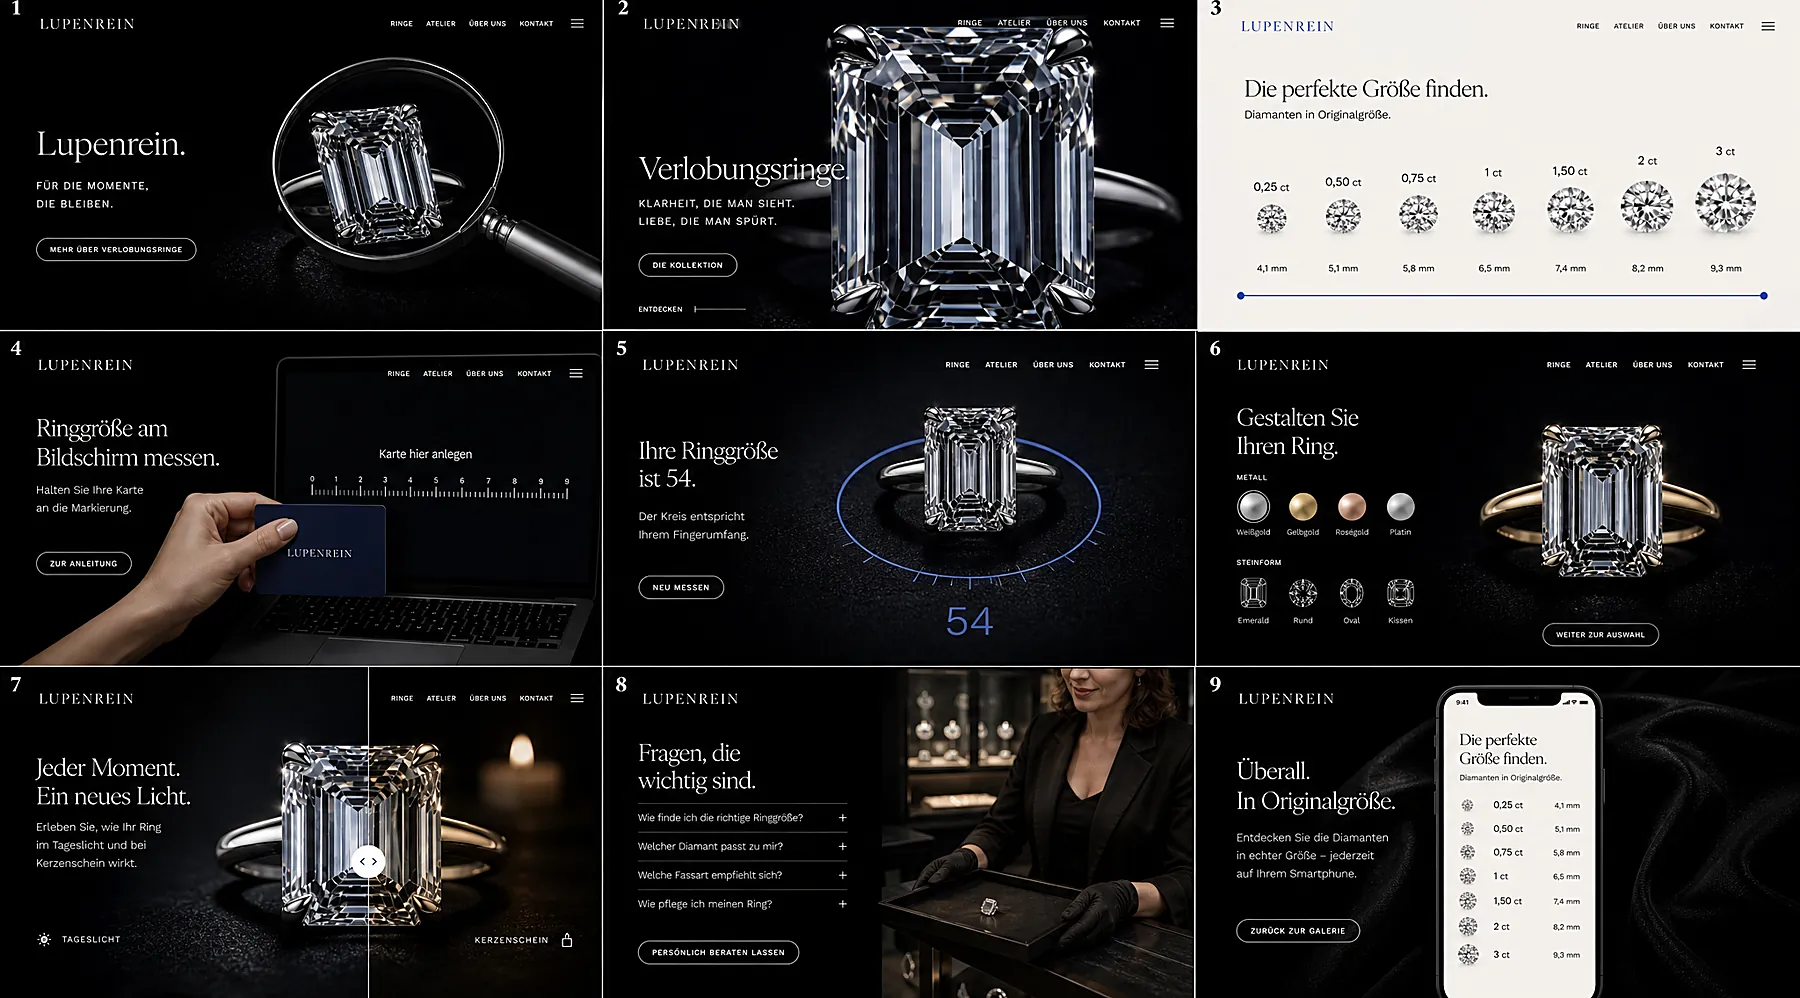 1
LUPENREIN
RINGE ATELIER ÜBER UNS KONTAKT
Lupenrein.
FÜR DIE MOMENTE,
DIE BLEIBEN.
MEHR ÜBER VERLOBUNGSRINGE
2
LUPENREIN
RINGE ATELIER ÜBER UNS KONTAKT
Verlobungsringe.
KLARHEIT, DIE MAN SIEHT.
LIEBE, DIE MAN SPÜRT.
DIE KOLLEKTION
ENTDECKEN
3
LUPENREIN
RINGE ATELIER ÜBER UNS KONTAKT
Die perfekte Größe finden.
Diamanten in Originalgröße.
0,25 ct 0,50 ct 0,75 ct 1 ct 1,50 ct 2 ct 3 ct
4,1 mm 5,1 mm 5,8 mm 6,5 mm 7,4 mm 8,2 mm 9,3 mm
4
LUPENREIN
RINGE ATELIER ÜBER UNS KONTAKT
Ringgröße am
Bildschirm messen.
Halten Sie Ihre Karte
an die Markierung.
ZUR ANLEITUNG
Karte hier anlegen
0 1 2 3 4 5 6 7 8 9 9
LUPENREIN
5
LUPENREIN
RINGE ATELIER ÜBER UNS KONTAKT
Ihre Ringgröße
ist 54.
Der Kreis entspricht
Ihrem Fingerumfang.
NEU MESSEN
54
6
LUPENREIN
RINGE ATELIER ÜBER UNS KONTAKT
Gestalten Sie
Ihren Ring.
METALL
Weißgold Gelbgold Roségold Platin
STEINFORM
Emerald Rund Oval Kissen
WEITER ZUR AUSWAHL
7
LUPENREIN
RINGE ATELIER ÜBER UNS KONTAKT
Jeder Moment.
Ein neues Licht.
Erleben Sie, wie Ihr Ring
im Tageslicht und bei
Kerzenschein wirkt.
TAGESLICHT
KERZENSCHEIN
8
LUPENREIN
Fragen, die
wichtig sind.
Wie finde ich die richtige Ringgröße? +
Welcher Diamant passt zu mir? +
Welche Fassart empfiehlt sich? +
Wie pflege ich meinen Ring? +
PERSÖNLICH BERATEN LASSEN
9
LUPENREIN
Überall.
In Originalgröße.
Entdecken Sie die Diamanten
in echter Größe – jederzeit
auf Ihrem Smartphune.
ZURÜCK ZUR GALERIE
9:41
Die perfekte
Größe finden.
Diamanten in Originalgröße.
0,25 ct 4,1 mm
0,50 ct 5,1 mm
0,75 ct 5,8 mm
1 ct 6,5 mm
1,50 ct 7,4 mm
2 ct 8,2 mm
3 ct 9,3 mm